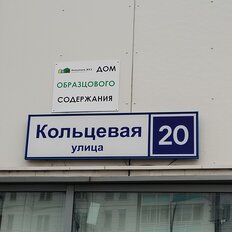 ДОМ
ОБРАЗЦОВОГО
СОДЕРЖАНИЯ
Кольцевая
улица
20